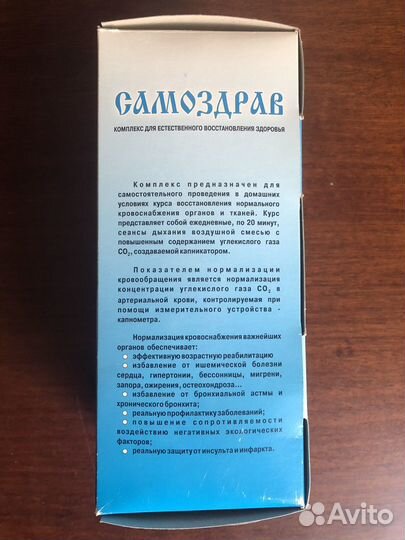 САМОЗДРАВ
КОМПЛЕКС ДЛЯ ЕСТЕСТВЕННОГО ВОССТАНОВЛЕНИЯ ЗДОРОВЬЯ
Комплекс предназначен для
самостоятельного проведения в домашних
условиях курса восстановления нормального
кровоснабжения органов и тканей. Курс
представляет собой ежедневные, по 20 минут,
сеансы дыхания воздушной смесью с
повышенным содержанием углекислого газа
CO₂, создаваемой капникатором.
Показателем нормализации
кровообращения является нормализация
концентрации углекислого газа CO₂ в
артериальной крови, контролируемая при
помощи измерительного устройства -
капнометра.
Нормализация кровоснабжения важнейших
органов обеспечивает:
эффективную возрастную реабилитацию
избавление от ишемической болезни
сердца, гипертонии, бессонницы, мигрени,
запора, ожирения, остеохондроза...
избавление от бронхиальной астмы и
хронического бронхита;
реальную профилактику заболеваний;
повышение сопротивляемости
воздействию негативных экологических
факторов;
реальную защиту от инсульта и инфаркта.
Avito